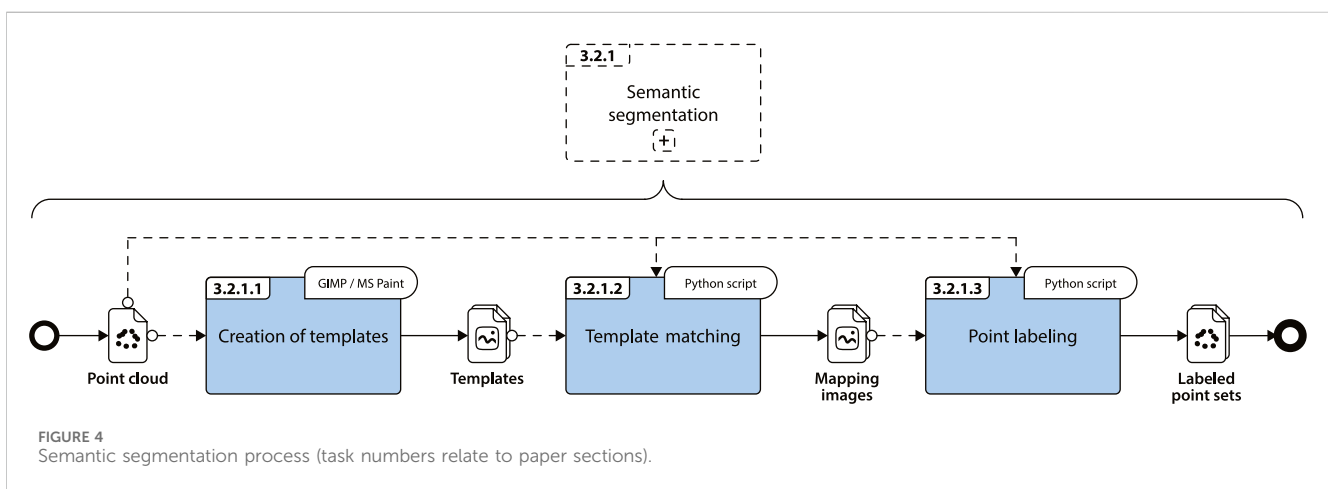 3.2.1
Semantic
segmentation
+
3.2.1.1
GIMP / MS Paint
Creation of templates
3.2.1.2
Python script
Template matching
3.2.1.3
Python script
Point labeling
Point cloud
Templates
Mapping
images
Labeled
point sets
FIGURE 4
Semantic segmentation process (task numbers relate to paper sections).